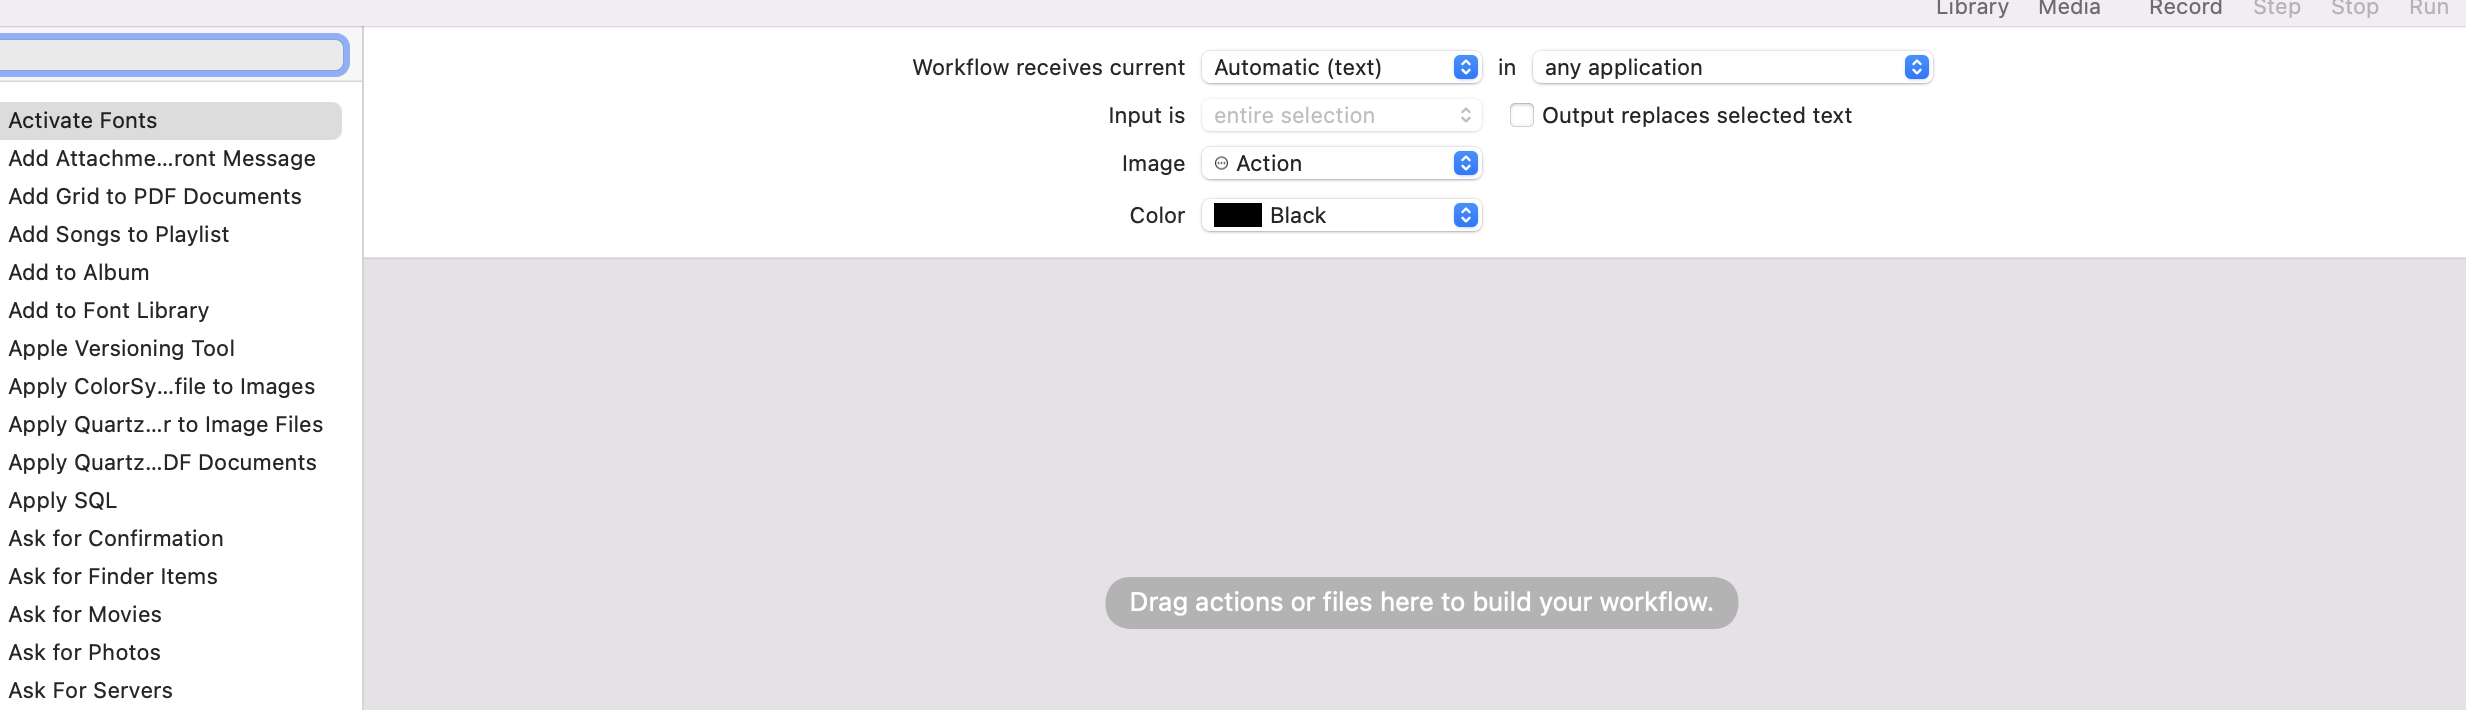 Library Media Record Step Stop Run
Workflow receives current Automatic (text) in any application
Input is entire selection Output replaces selected text
Image Action
Color Black
Activate Fonts
Add Attachme...ront Message
Add Grid to PDF Documents
Add Songs to Playlist
Add to Album
Add to Font Library
Apple Versioning Tool
Apply ColorSy...file to Images
Apply Quartz...r to Image Files
Apply Quartz...DF Documents
Apply SQL
Ask for Confirmation
Ask for Finder Items
Ask for Movies
Ask for Photos
Ask For Servers
Drag actions or files here to build your workflow.